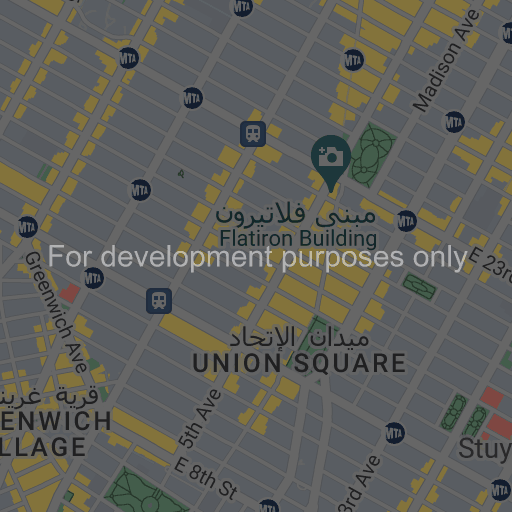 MTA
MTA
MTA
Madison Ave
MTA
MTA
MTA
مبنى فلاتيرون
Flatiron Building
MTA
MTA
E 23rd
For development purposes only
MTA
Greenwich Ave
ميدان الإتحاد
UNION SQUARE
قرية غرين
ENWICH
LLAGE
5th Ave
MTA
Stuy
E 8th St
3rd Ave
MTA
MTA